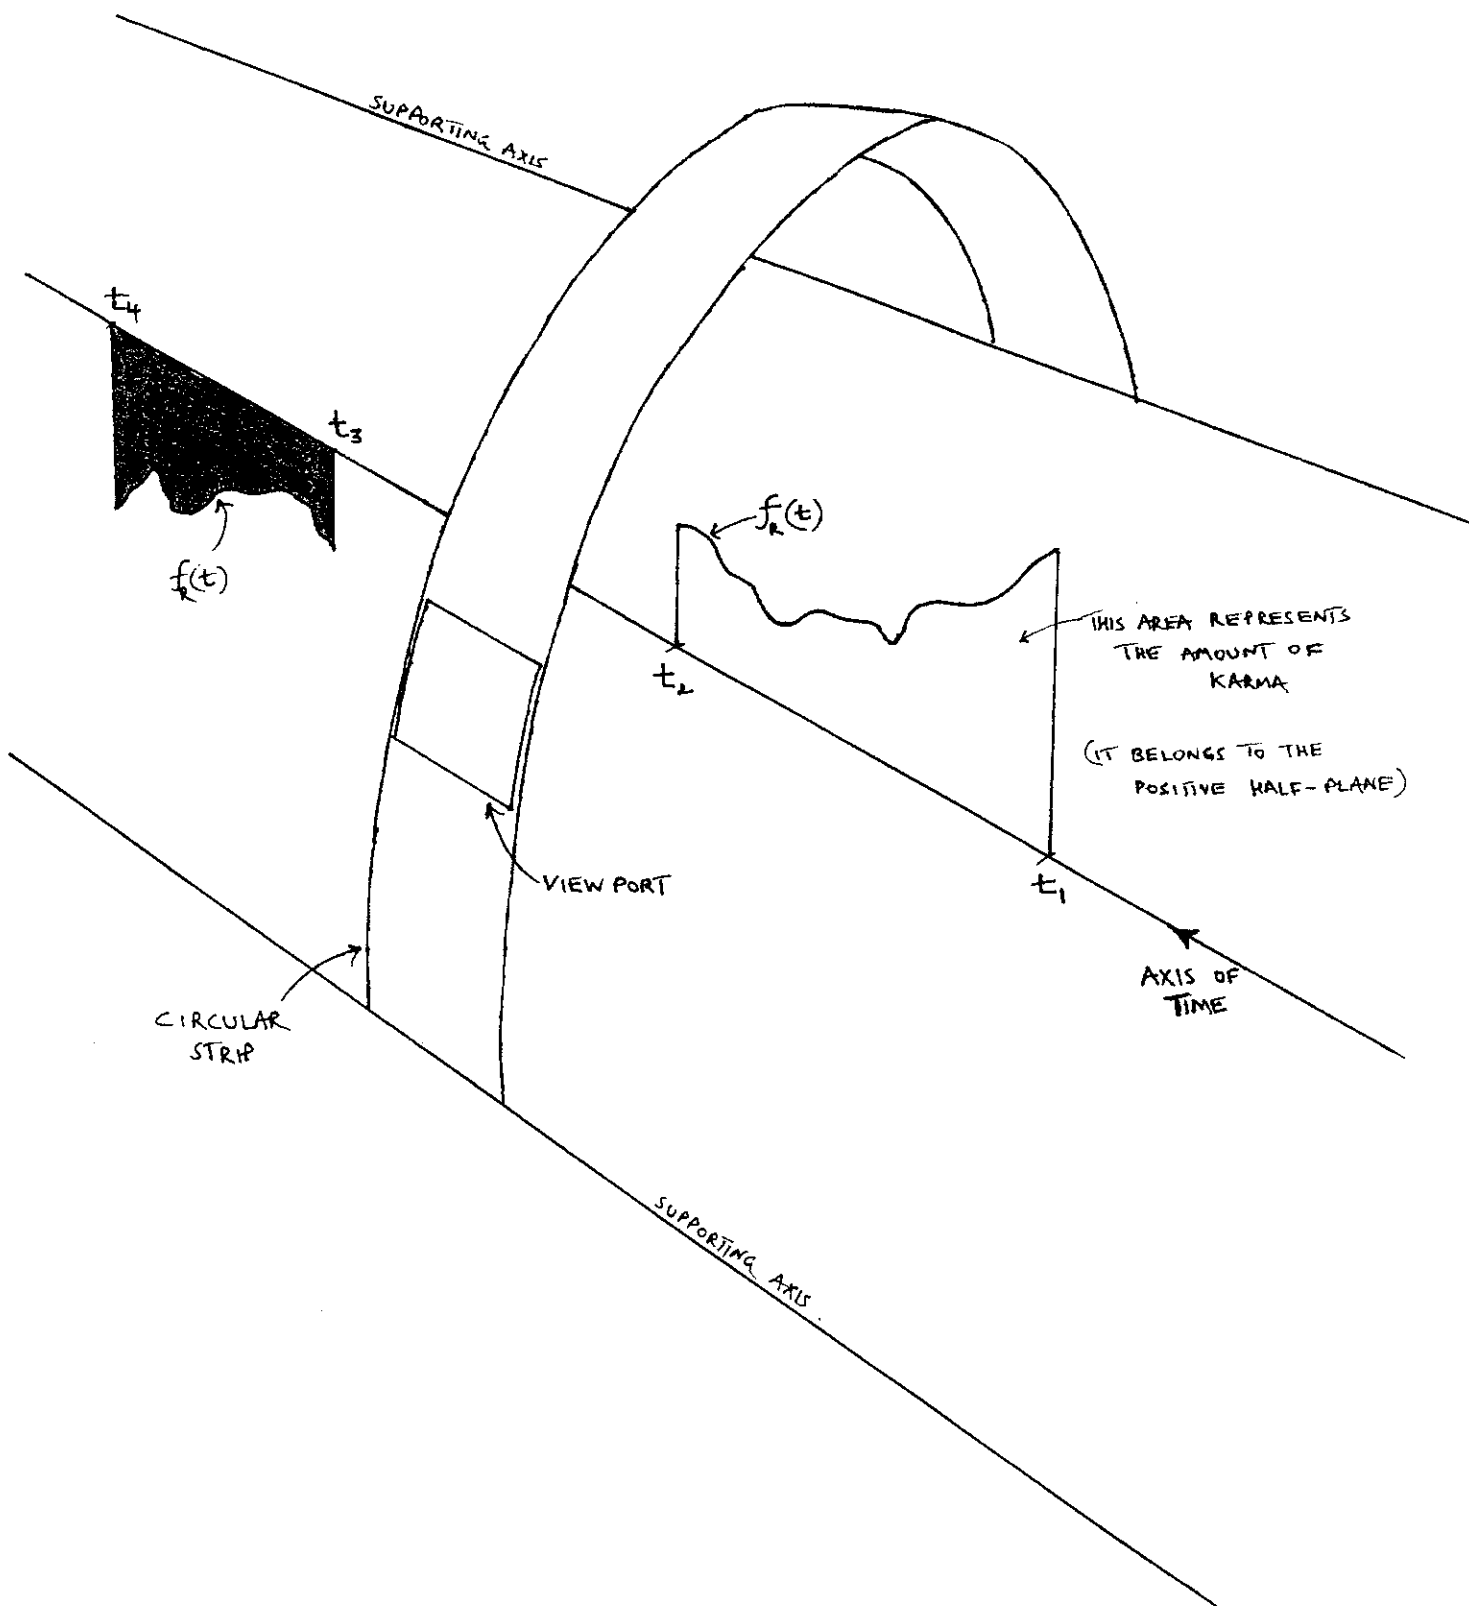 SUPPORTING AXIS
t4
t3
fR(t)
fR(t)
THIS AREA REPRESENTS
THE AMOUNT OF
KARMA
(IT BELONGS TO THE
POSITIVE HALF-PLANE)
t2
t1
VIEW PORT
AXIS OF
TIME
CIRCULAR
STRIP
SUPPORTING AXIS